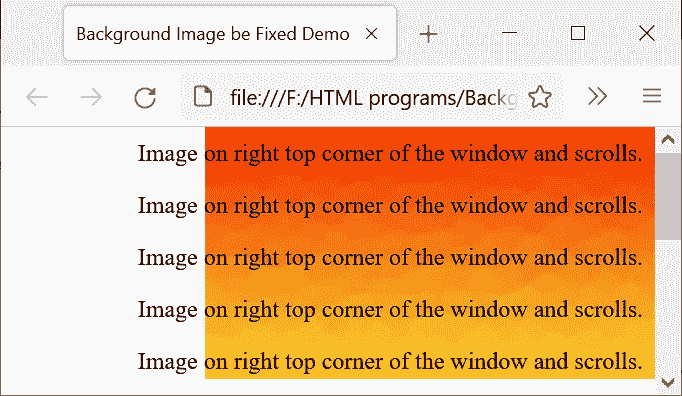 Background Image be Fixed Demo
file:///F:/HTML programs/Backg
Image on right top corner of the window and scrolls.
Image on right top corner of the window and scrolls.
Image on right top corner of the window and scrolls.
Image on right top corner of the window and scrolls.
Image on right top corner of the window and scrolls.